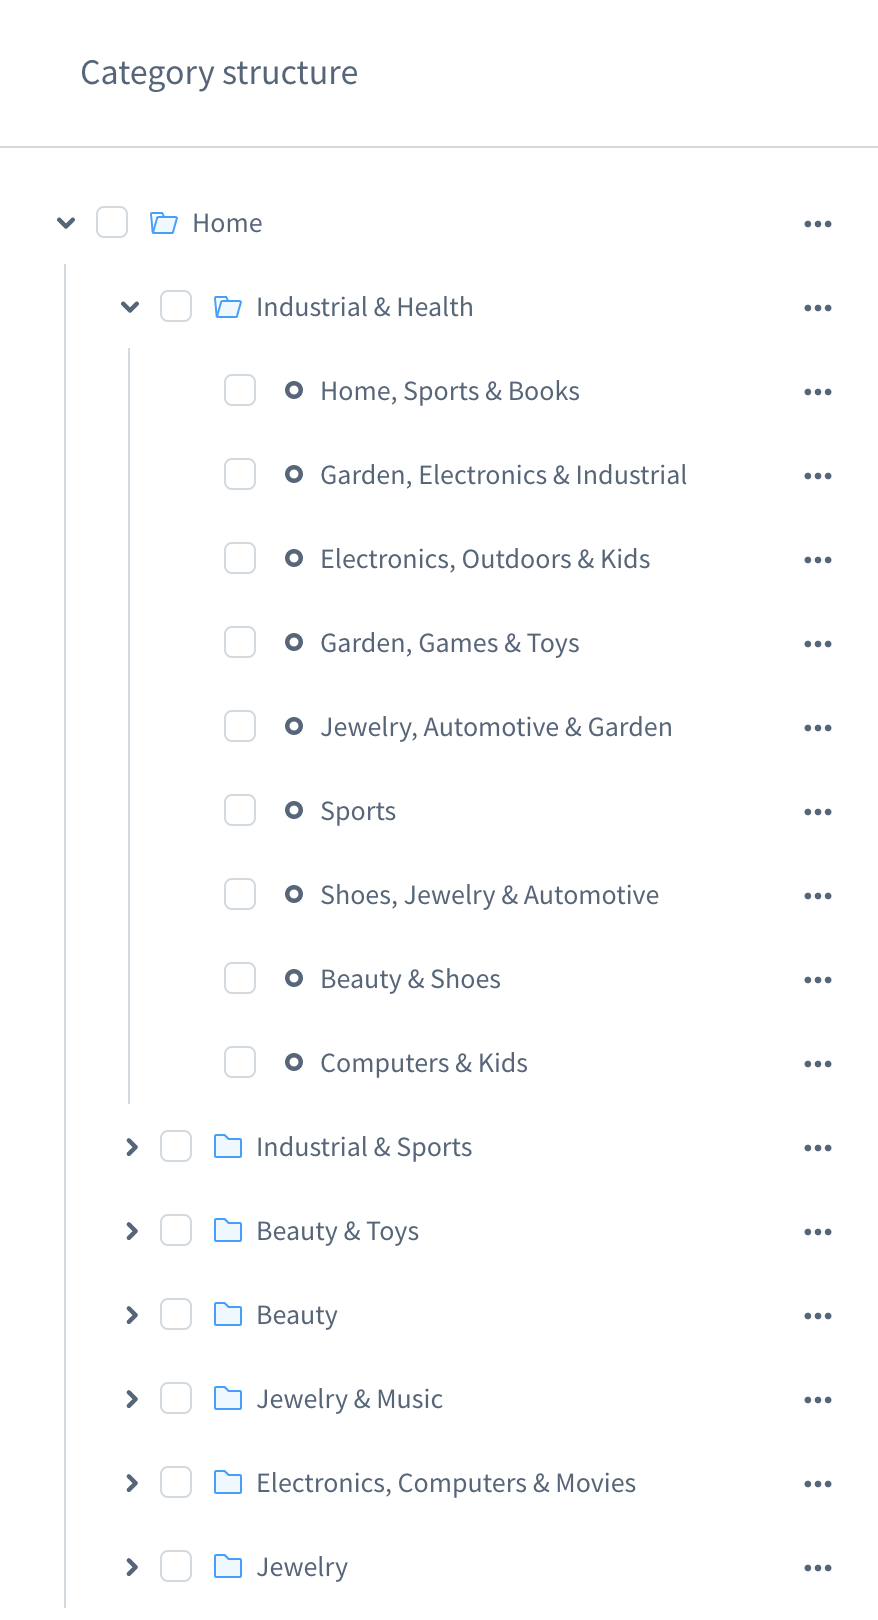 Category structure
Home
Industrial & Health
Home, Sports & Books
Garden, Electronics & Industrial
Electronics, Outdoors & Kids
Garden, Games & Toys
Jewelry, Automotive & Garden
Sports
Shoes, Jewelry & Automotive
Beauty & Shoes
Computers & Kids
Industrial & Sports
Beauty & Toys
Beauty
Jewelry & Music
Electronics, Computers & Movies
Jewelry